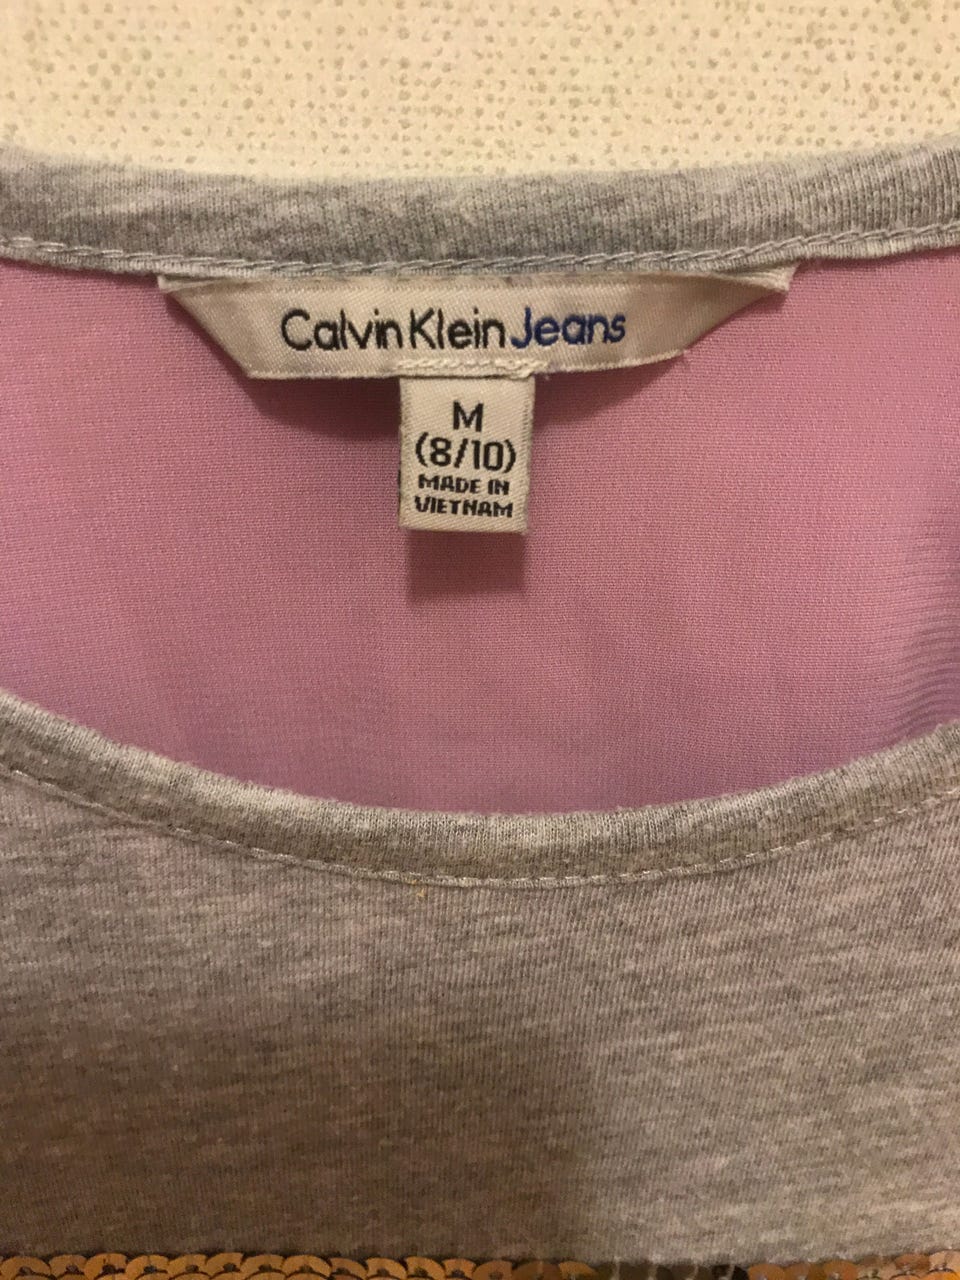 Calvin Klein Jeans
M
(8/10)
MADE IN
VIETNAM